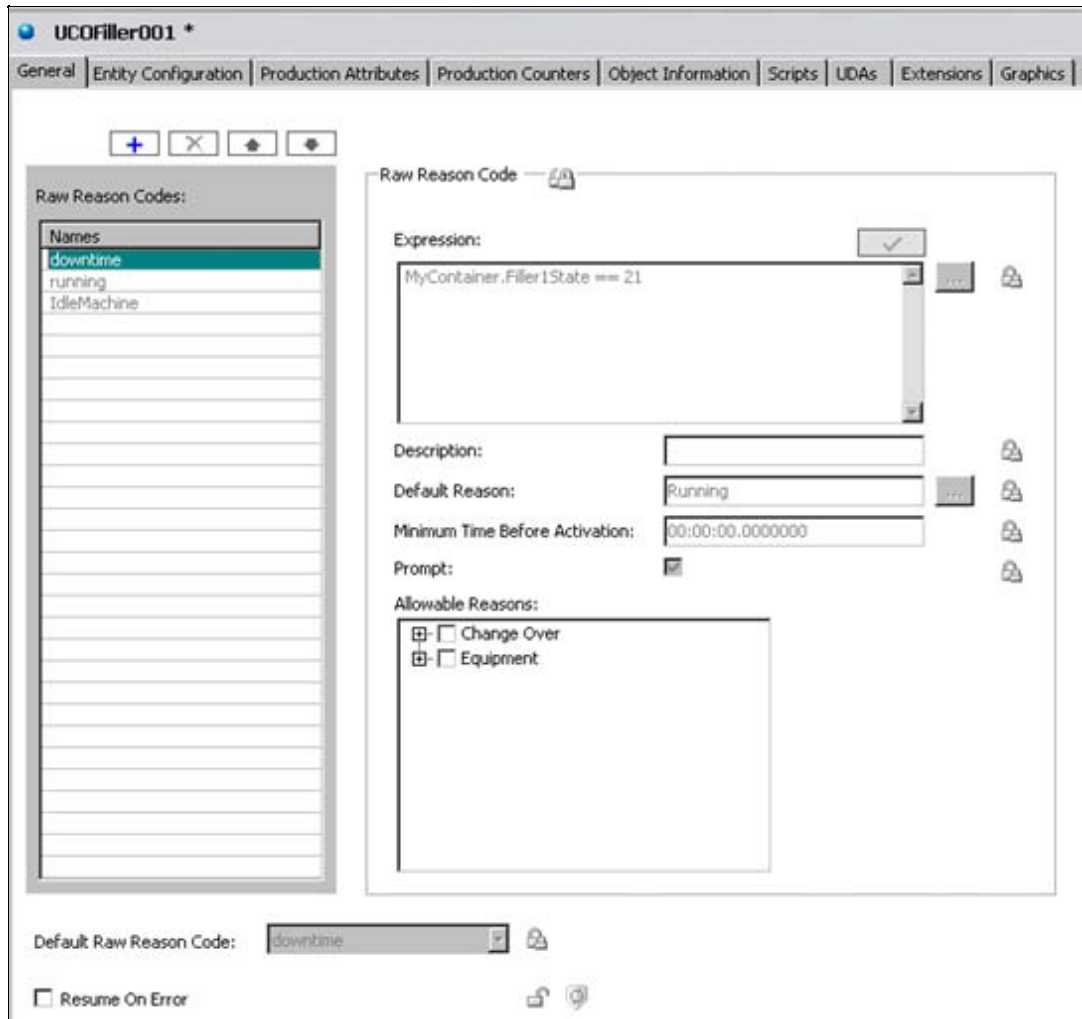 UCOFiller001 *
General Entity Configuration Production Attributes Production Counters Object Information Scripts UDAs Extensions Graphics
Raw Reason Codes:
Names
downtime
running
IdleMachine
Raw Reason Code
Expression:
MyContainer.Filler1State == 21
...
Description:
Default Reason: Running ...
Minimum Time Before Activation: 00:00:00.0000000
Prompt:
Allowable Reasons:
Change Over
Equipment
Default Raw Reason Code: downtime
Resume On Error